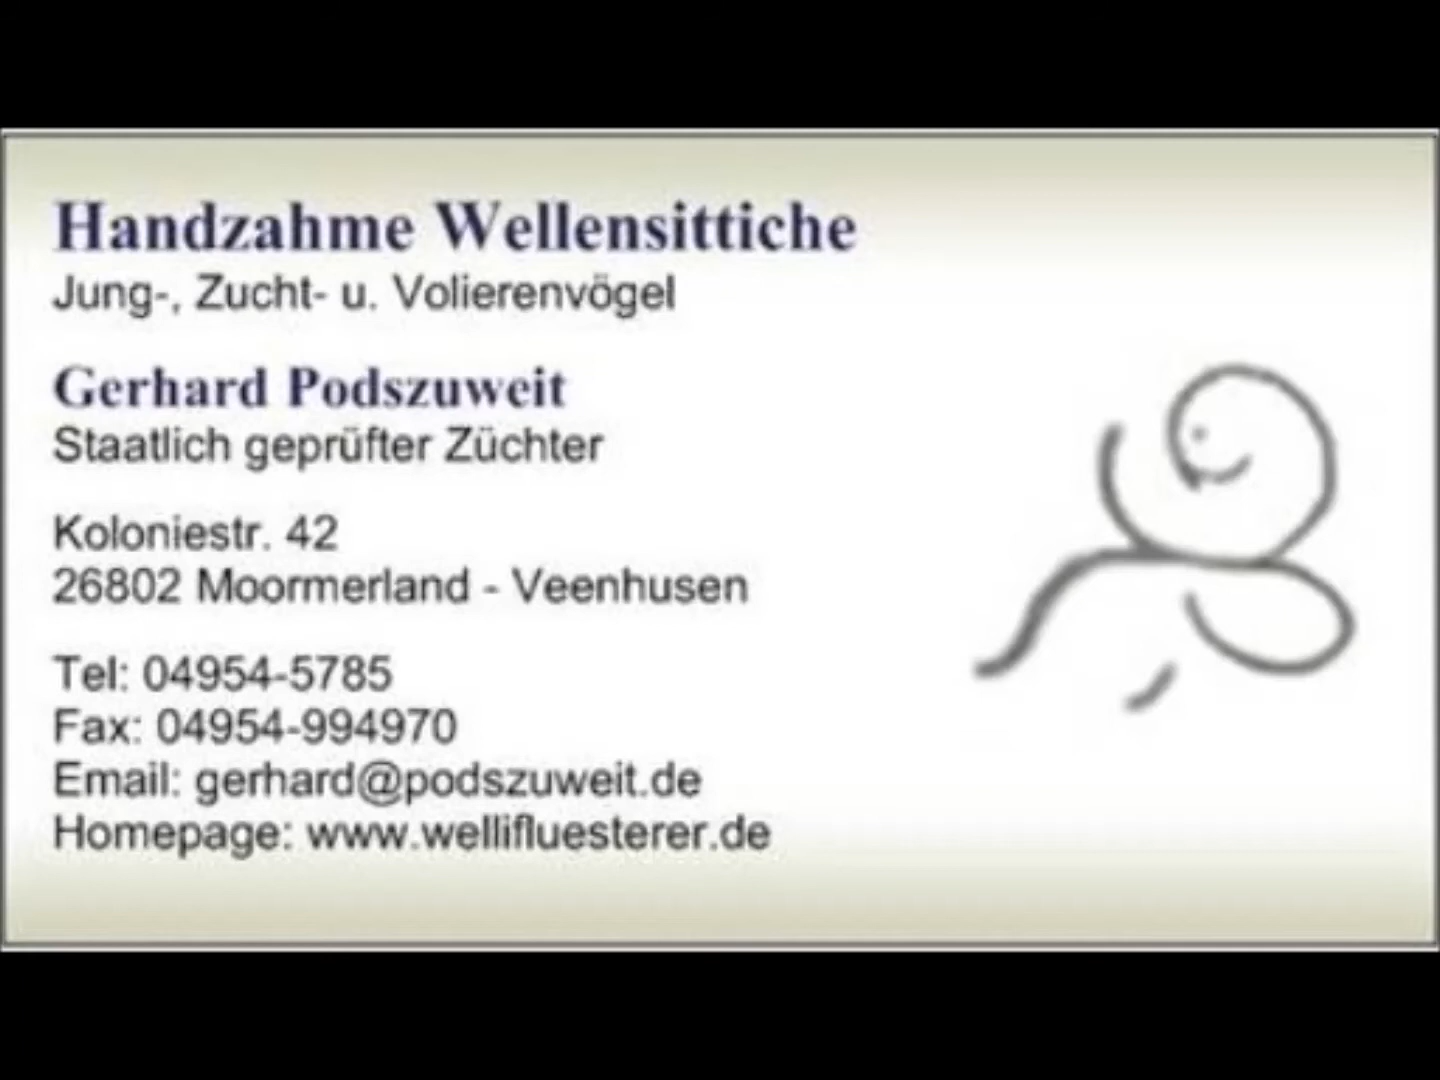 Handzahme Wellensittiche
Jung-, Zucht- u. Volierenvögel
Gerhard Podszuweit
Staatlich geprüfter Züchter
Koloniestr. 42
26802 Moormerland - Veenhusen
Tel: 04954-5785
Fax: 04954-994970
Email: gerhard@podszuweit.de
Homepage: www.wellifluesterer.de